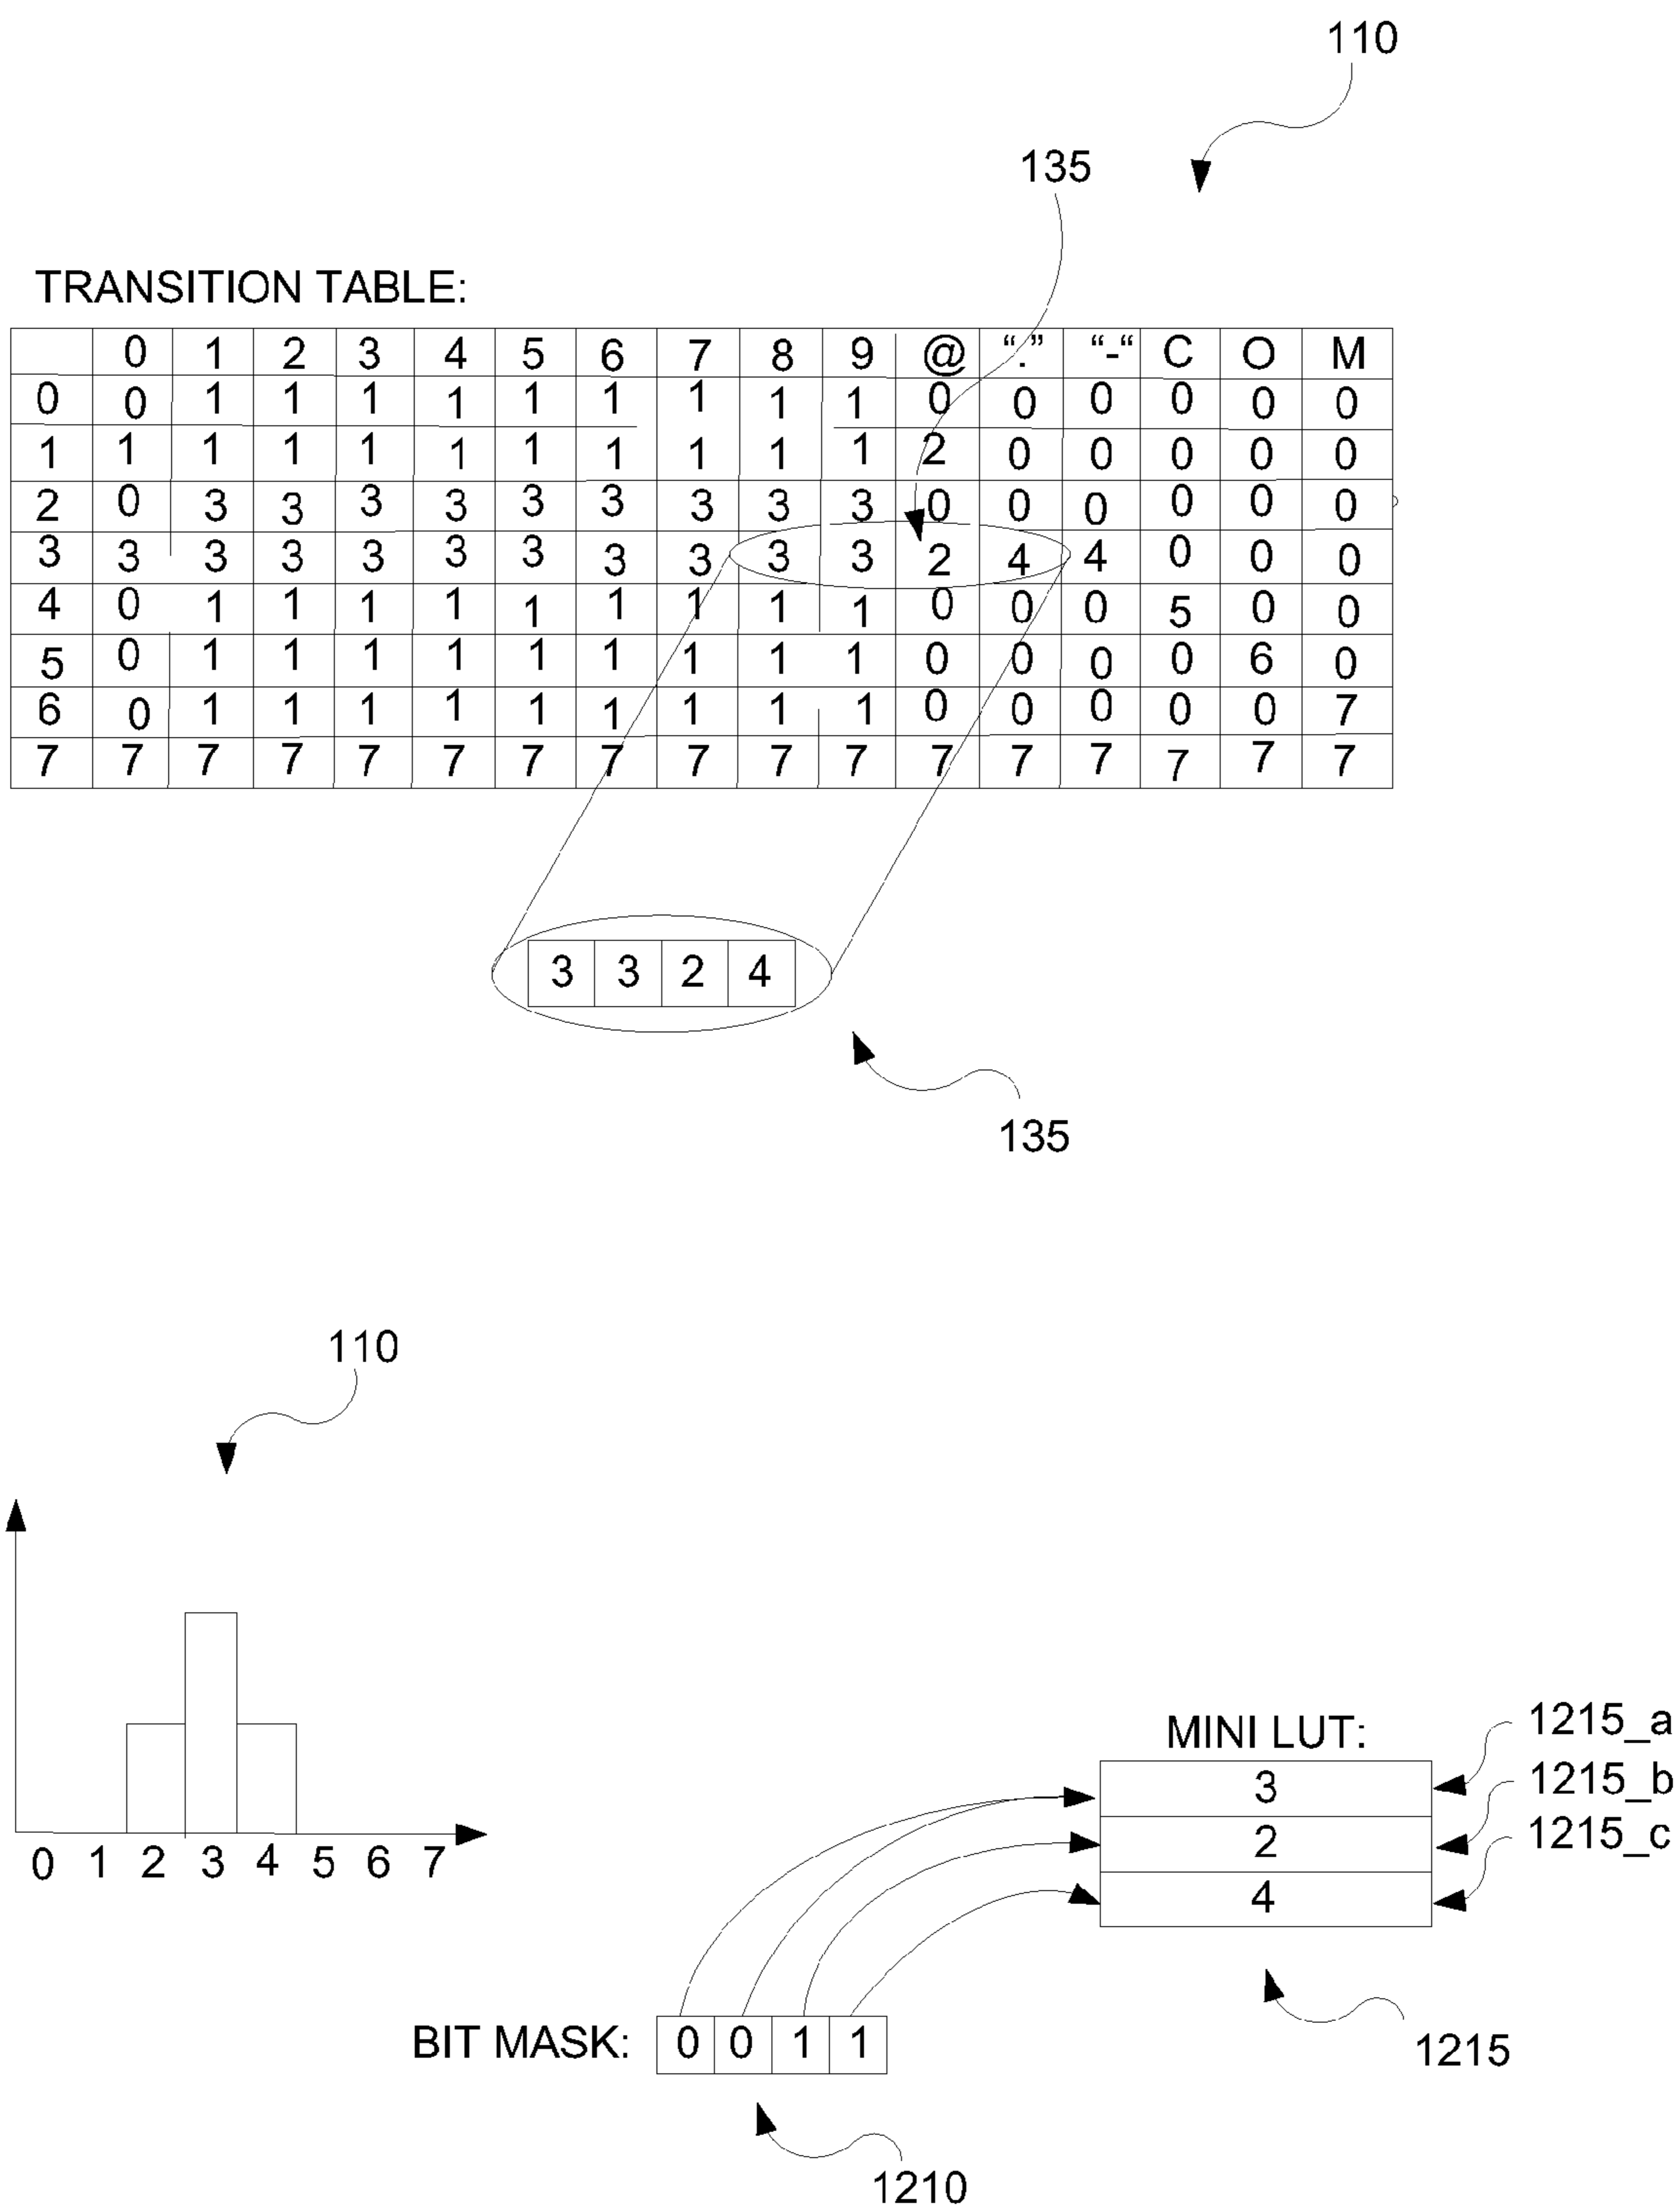 110
135
TRANSITION TABLE:
0 1 2 3 4 5 6 7 8 9 @ “.” “-“ C O M
0 0 1 1 1 1 1 1 1 1 1 0 0 0 0 0 0
1 1 1 1 1 1 1 1 1 1 1 2 0 0 0 0 0
2 0 3 3 3 3 3 3 3 3 3 0 0 0 0 0 0
3 3 3 3 3 3 3 3 3 3 3 2 4 4 0 0 0
4 0 1 1 1 1 1 1 1 1 1 0 0 0 5 0 0
5 0 1 1 1 1 1 1 1 1 1 0 0 0 0 6 0
6 0 1 1 1 1 1 1 1 1 1 0 0 0 0 0 7
7 7 7 7 7 7 7 7 7 7 7 7 7 7 7 7 7
3 3 2 4
135
110
0 1 2 3 4 5 6 7
MINI LUT:
3
2
4
1215_a
1215_b
1215_c
1215
BIT MASK: 0 0 1 1
1210